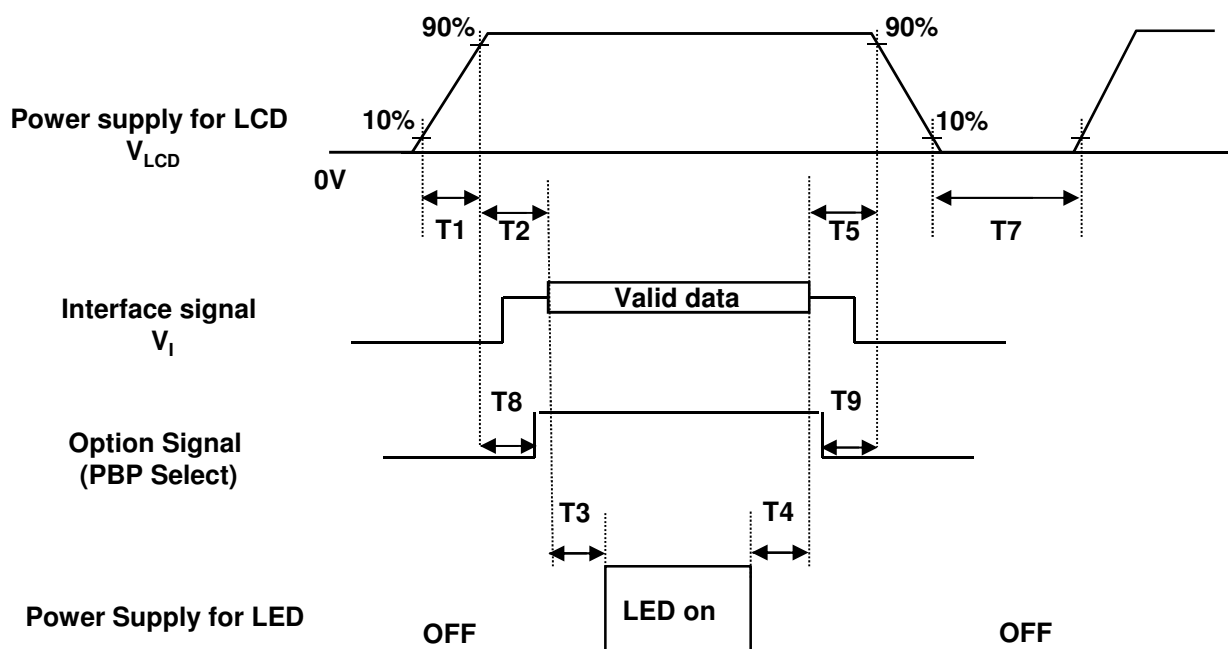 90%
90%
Power supply for LCD
10%
10%
VLCD
0V
T1
T2
T5
T7
Interface signal
Valid data
VI
T8
T9
Option Signal
(PBP Select)
T3
T4
Power Supply for LED
OFF
LED on
OFF